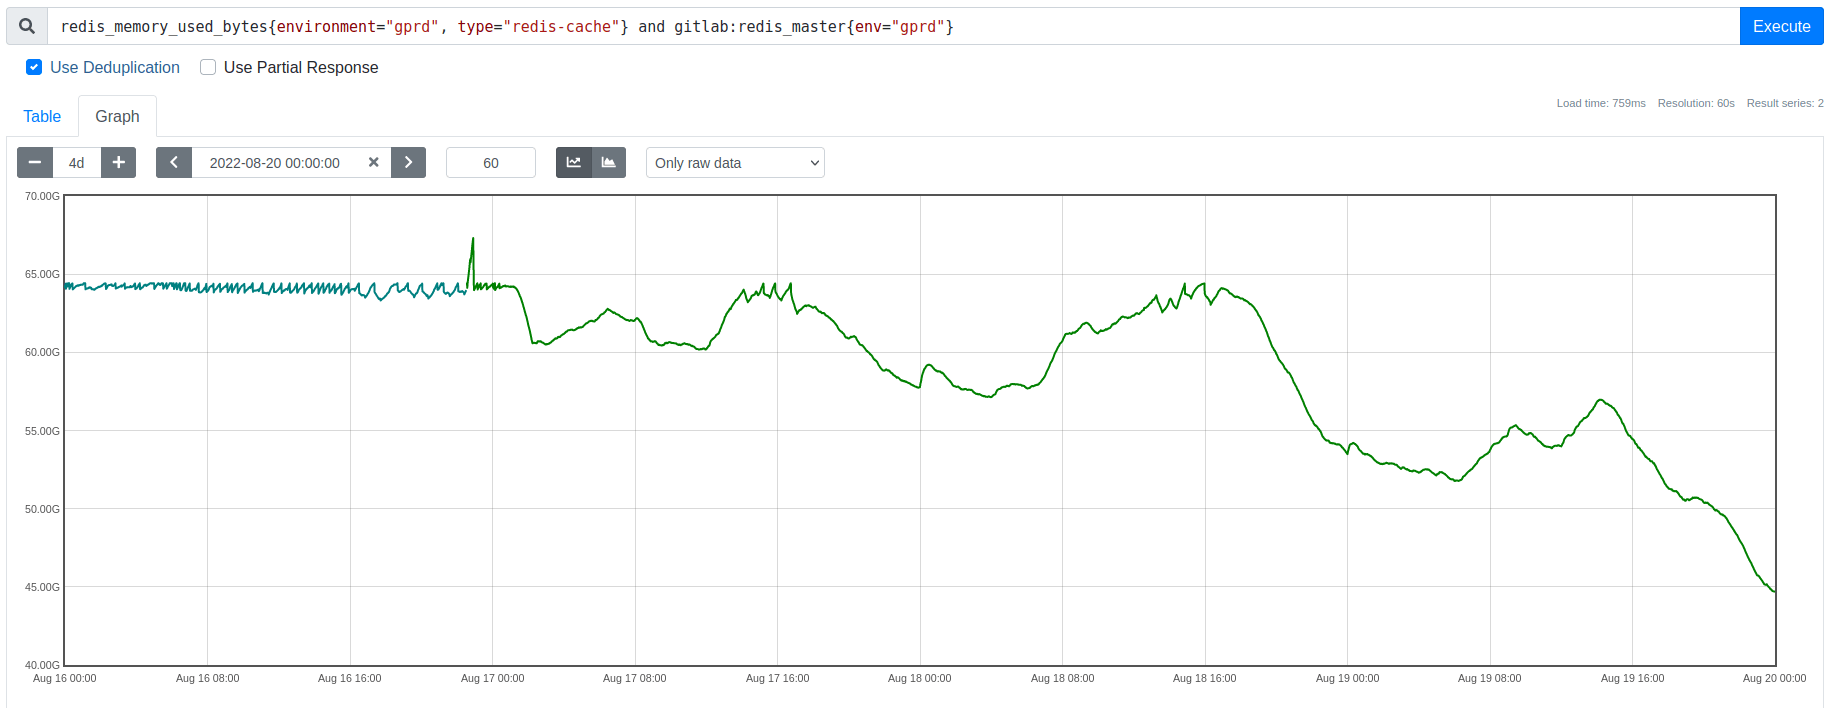 redis_memory_used_bytes{environment="gprd", type="redis-cache"} and gitlab:redis_master{env="gprd"}
Execute
Use Deduplication
Use Partial Response
Table
Graph
Load time: 759ms Resolution: 60s Result series: 2
4d
2022-08-20 00:00:00
60
Only raw data
70.00G
65.00G
60.00G
55.00G
50.00G
45.00G
40.00G
Aug 16 00:00
Aug 16 08:00
Aug 16 16:00
Aug 17 00:00
Aug 17 08:00
Aug 17 16:00
Aug 18 00:00
Aug 18 08:00
Aug 18 16:00
Aug 19 00:00
Aug 19 08:00
Aug 19 16:00
Aug 20 00:00